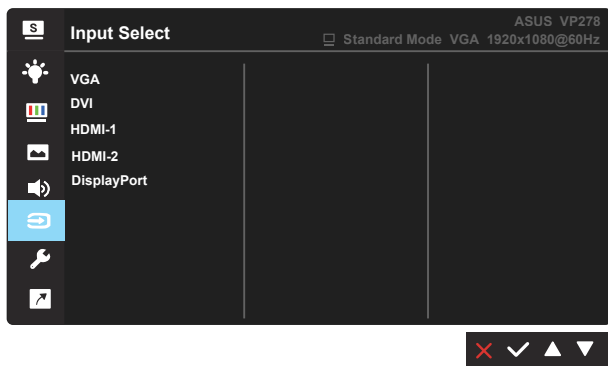 S
Input Select
ASUS VP278
Standard Mode VGA 1920x1080@60Hz
VGA
DVI
HDMI-1
HDMI-2
DisplayPort